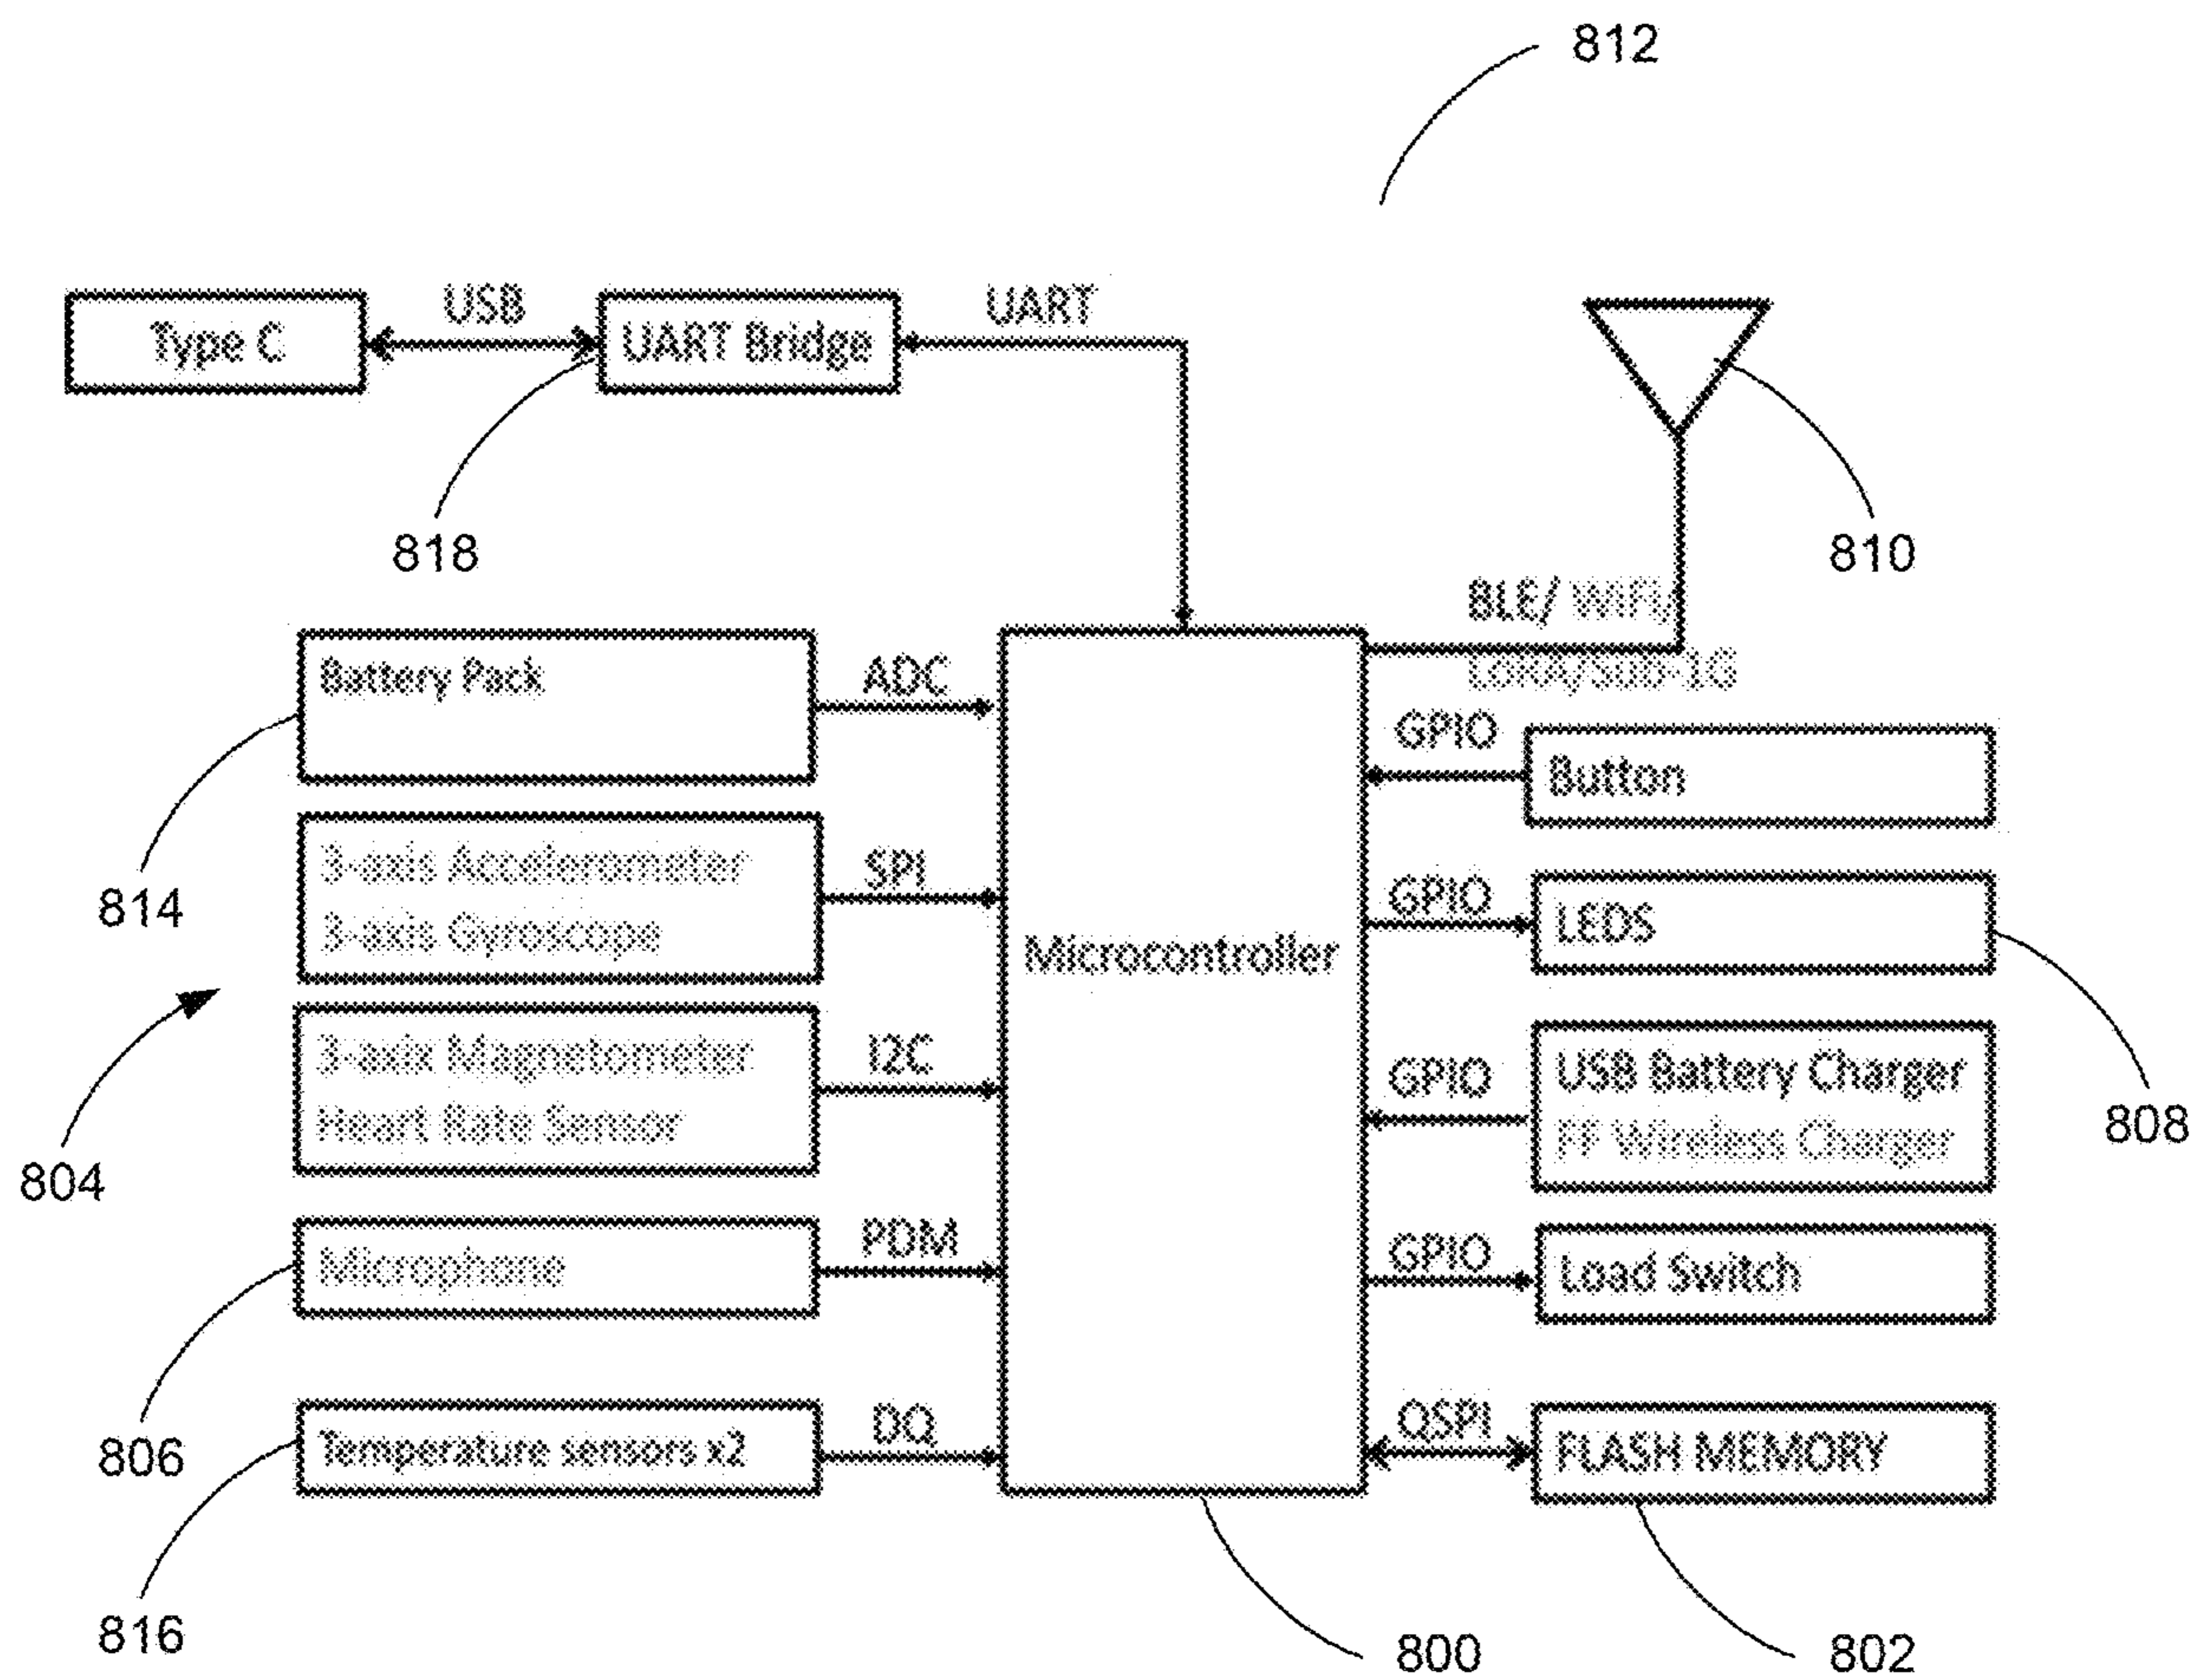 812
USB
UART
Type C
UART Bridge
818
810
BLE/ WiFi/
LoRA/Sub-1G
Battery Pack
ADC
GPIO
Button
814
3-axis Accelerometer
3-axis Gyroscope
SPI
Microcontroller
GPIO
LEDS
808
804
3-axix Magnetometer
Heart Rate Sensor
I2C
GPIO
USB Battery Charger
FF Wireless Charger
806
Microphone
PDM
GPIO
Load Switch
816
Temperature sensors x2
DQ
QSPI
FLASH MEMORY
800
802